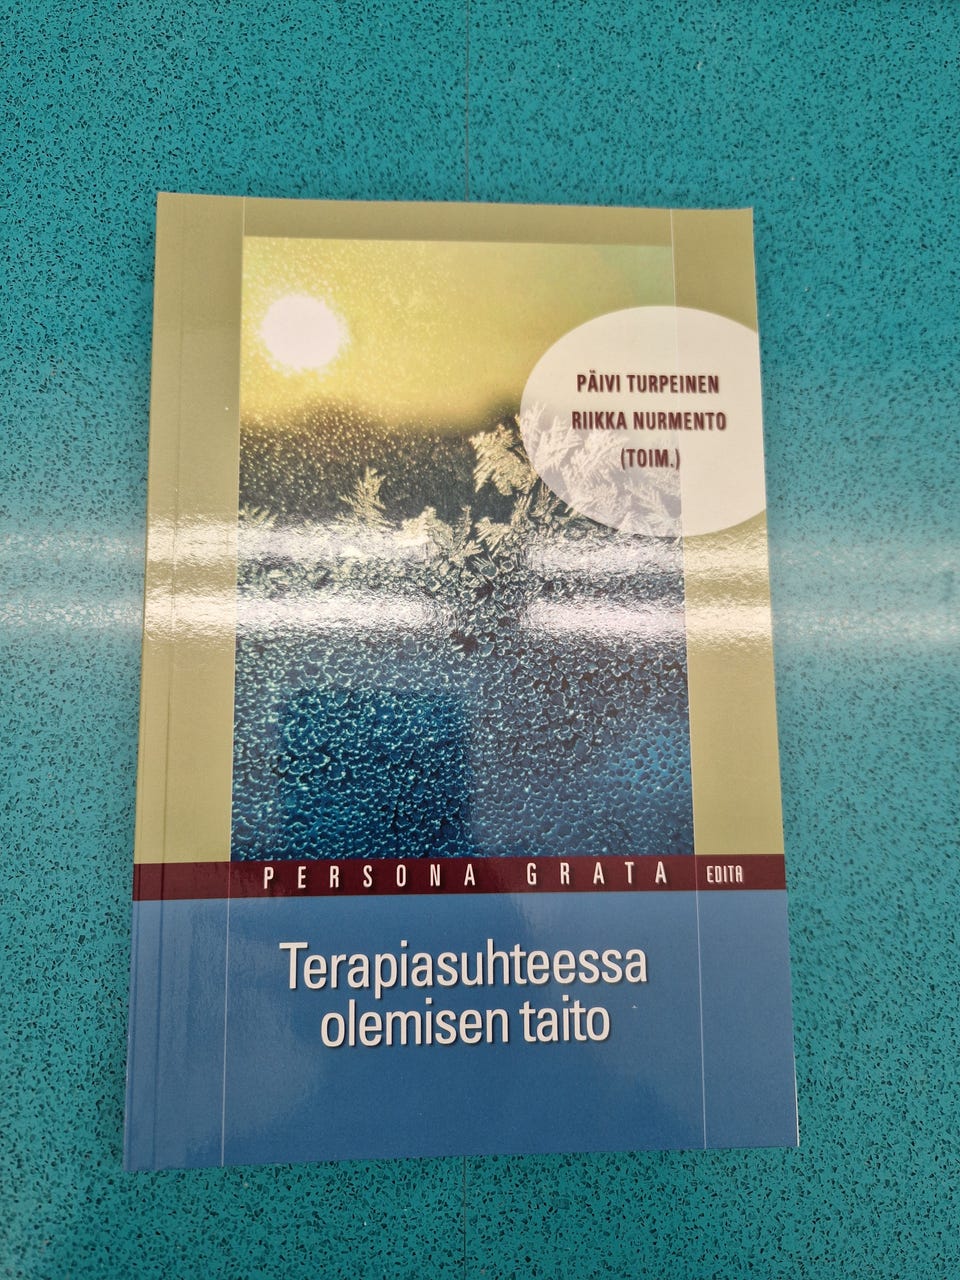 PÄIVI TURPEINEN
RIIKKA NURMENTO
(TOIM.)
PERSONA GRATA EDITA
Terapiasuhteessa
olemisen taito